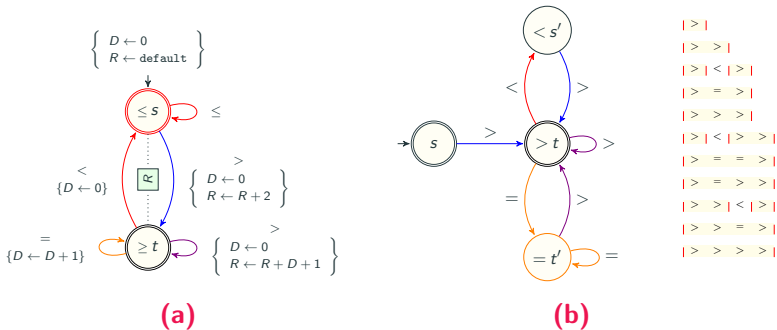 D ← 0
R ← default
≤ s
≤
<
{D ← 0}
R
>
D ← 0
R ← R + 2
=
{D ← D + 1}
≥ t
>
D ← 0
R ← R + D + 1
(a)
< s′
<
>
s
>
> t
>
=
>
= t′
=
(b)
| > |
| > > |
| > | < | > |
| > = > |
| > > > |
| > | < | > > |
| > = = > |
| > = > > |
| > > | < | > |
| > > = > |
| > > > > |